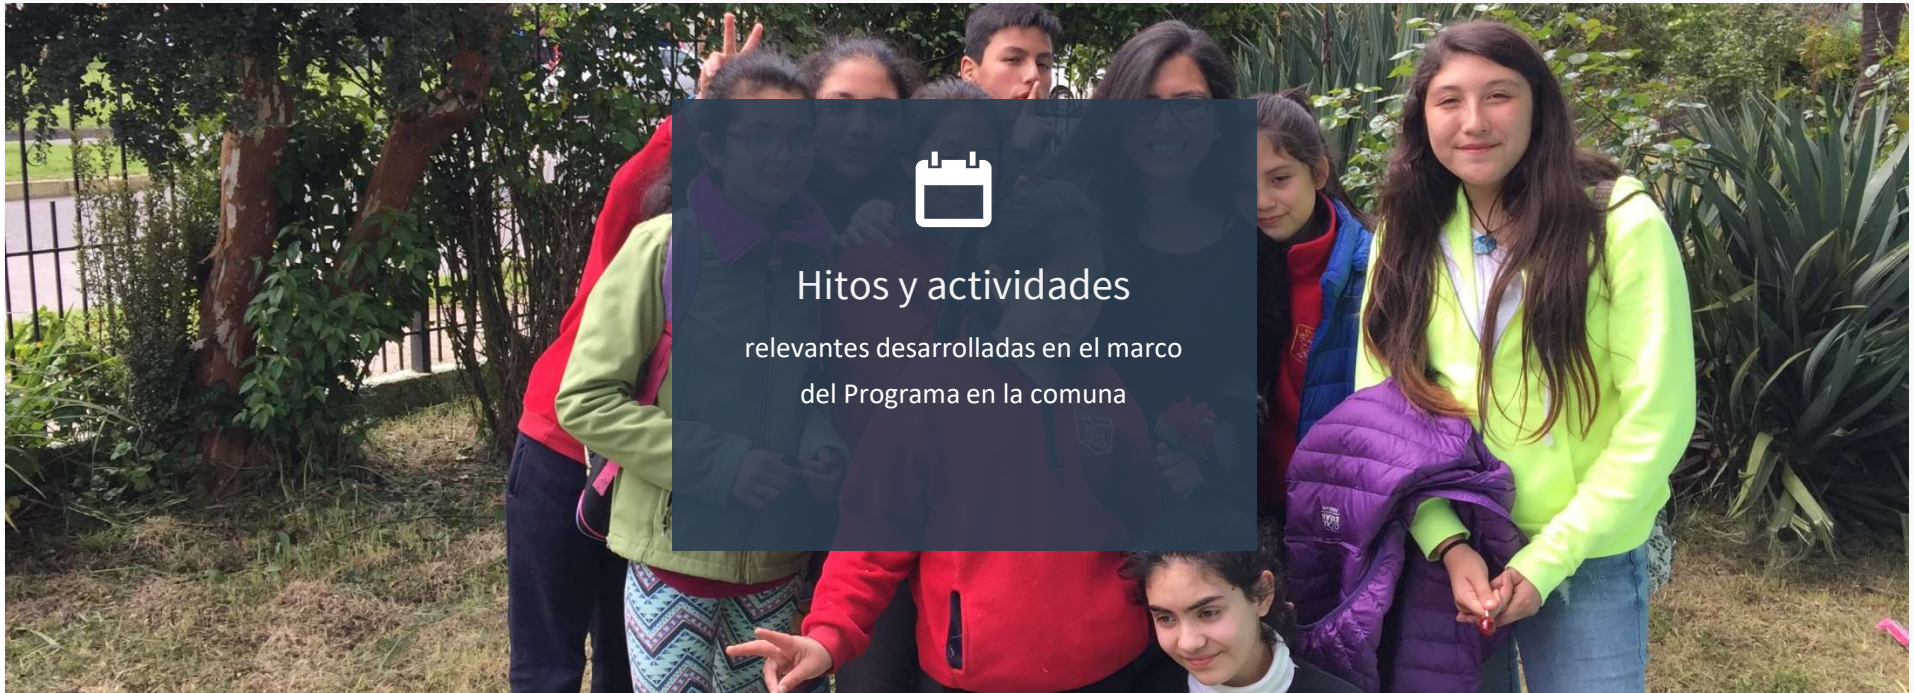 Hitos y actividades
relevantes desarrolladas en el marco
del Programa en la comuna